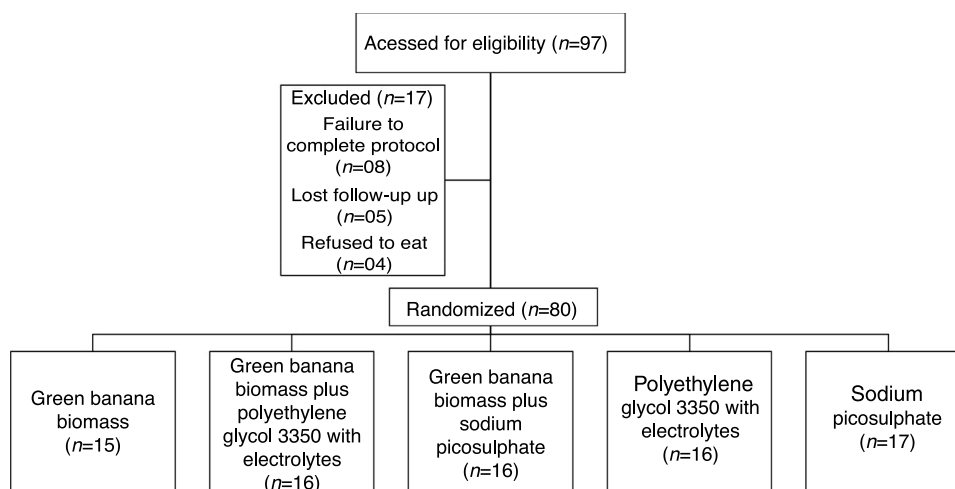 Acessed for eligibility (n=97)
Excluded (n=17)
Failure to
complete protocol
(n=08)
Lost follow-up up
(n=05)
Refused to eat
(n=04)
Randomized (n=80)
Green banana
biomass
(n=15)
Green banana
biomass plus
polyethylene
glycol 3350 with
electrolytes
(n=16)
Green banana
biomass plus
sodium
picosulphate
(n=16)
Polyethylene
glycol 3350 with
electrolytes
(n=16)
Sodium
picosulphate
(n=17)